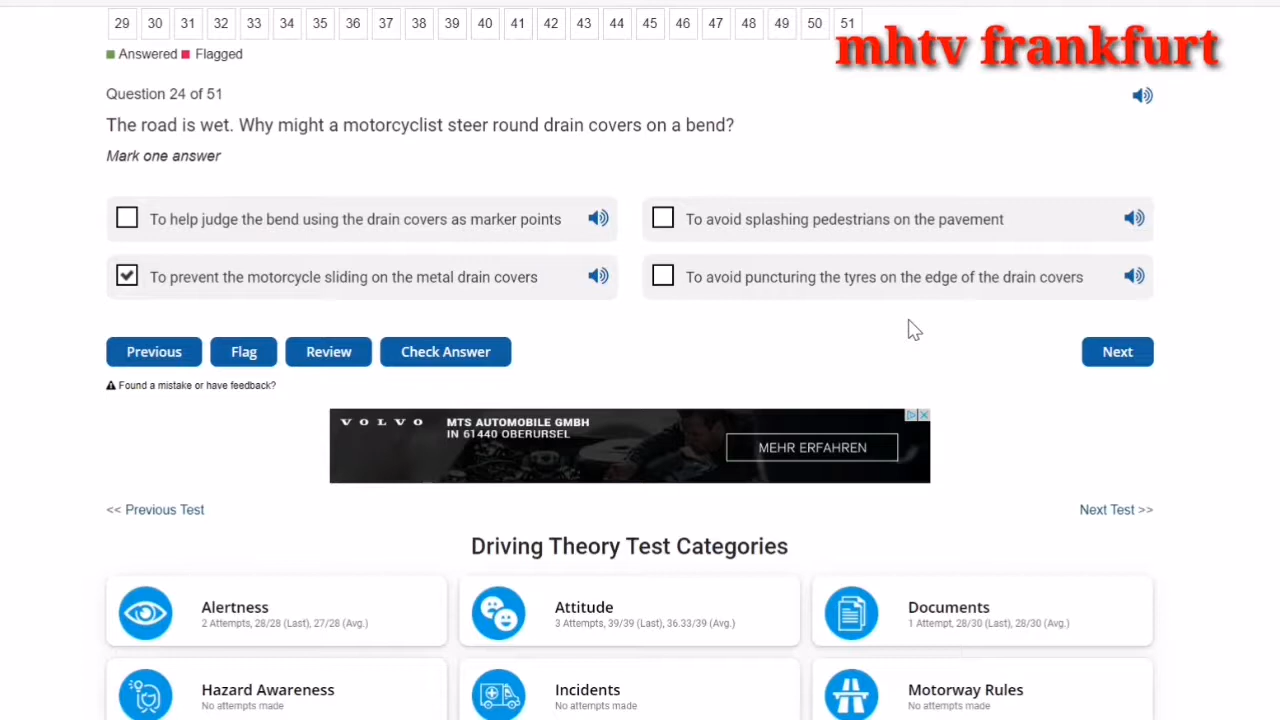 29 30 31 32 33 34 35 36 37 38 39 40 41 42 43 44 45 46 47 48 49 50 51
mhtv frankfurt
Answered Flagged
Question 24 of 51
The road is wet. Why might a motorcyclist steer round drain covers on a bend?
Mark one answer
To help judge the bend using the drain covers as marker points
To avoid splashing pedestrians on the pavement
To prevent the motorcycle sliding on the metal drain covers
To avoid puncturing the tyres on the edge of the drain covers
Previous Flag Review Check Answer Next
Found a mistake or have feedback?
VOLVO MTS AUTOMOBILE GMBH
IN 61440 OBERURSEL
MEHR ERFAHREN
<< Previous Test Next Test >>
Driving Theory Test Categories
Alertness
2 Attempts, 28/28 (Last), 27/28 (Avg.)
Attitude
3 Attempts, 39/39 (Last), 36.33/39 (Avg.)
Documents
1 Attempt, 28/30 (Last), 28/30 (Avg.)
Hazard Awareness
No attempts made
Incidents
No attempts made
Motorway Rules
No attempts made